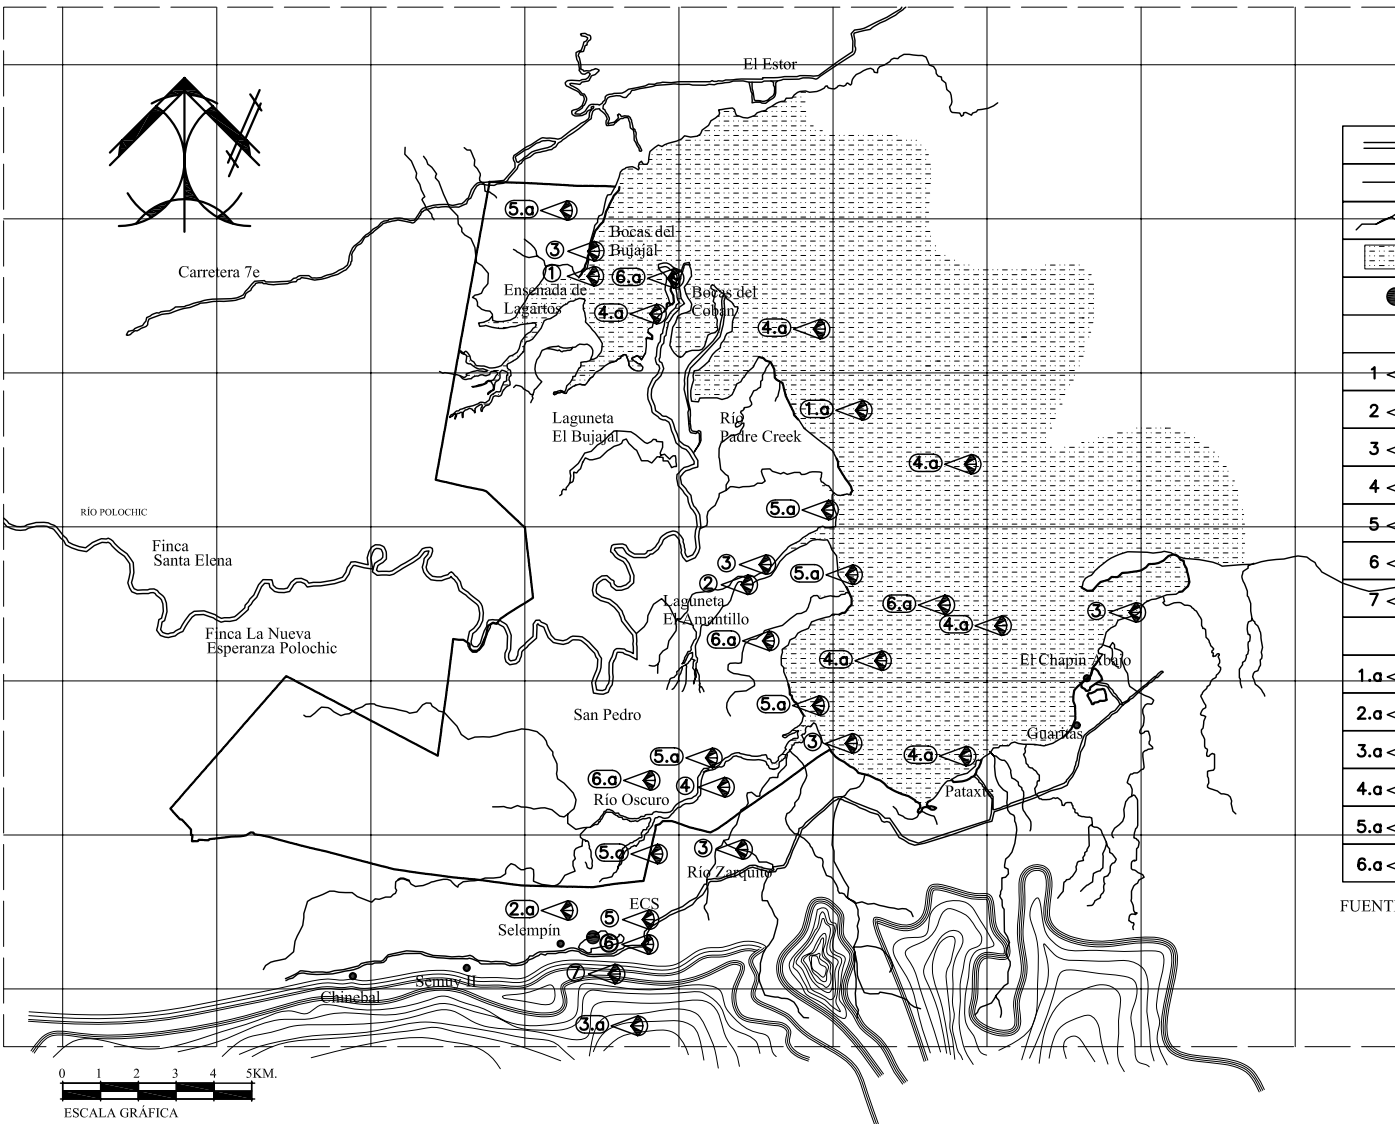 El Estor
5.a
Bocas del
Bujajal
3
Carretera 7e
1
6.a
Ensenada de
Lagartos
Bocas del
Cobán
4.a
4.a
1.a
Laguneta
El Bujajal
Río
Padre Creek
4.a
RÍO POLOCHIC
5.a
Finca
Santa Elena
3
5.a
2
Laguneta
El Amantillo
6.a
4.a
3
Finca La Nueva
Esperanza Polochic
6.a
4.a
El Chapin Abajo
5.a
San Pedro
3
Guaritas
5.a
4.a
6.a
4
Río Oscuro
Pataxte
5.a
3
Río Zarquito
2.a
ECS
5
Selempín
6
7
Semuy II
Chinebal
3.a
0 1 2 3 4 5KM.
ESCALA GRÁFICA
1
2
3
4
5
6
7
1.a
2.a
3.a
4.a
5.a
6.a